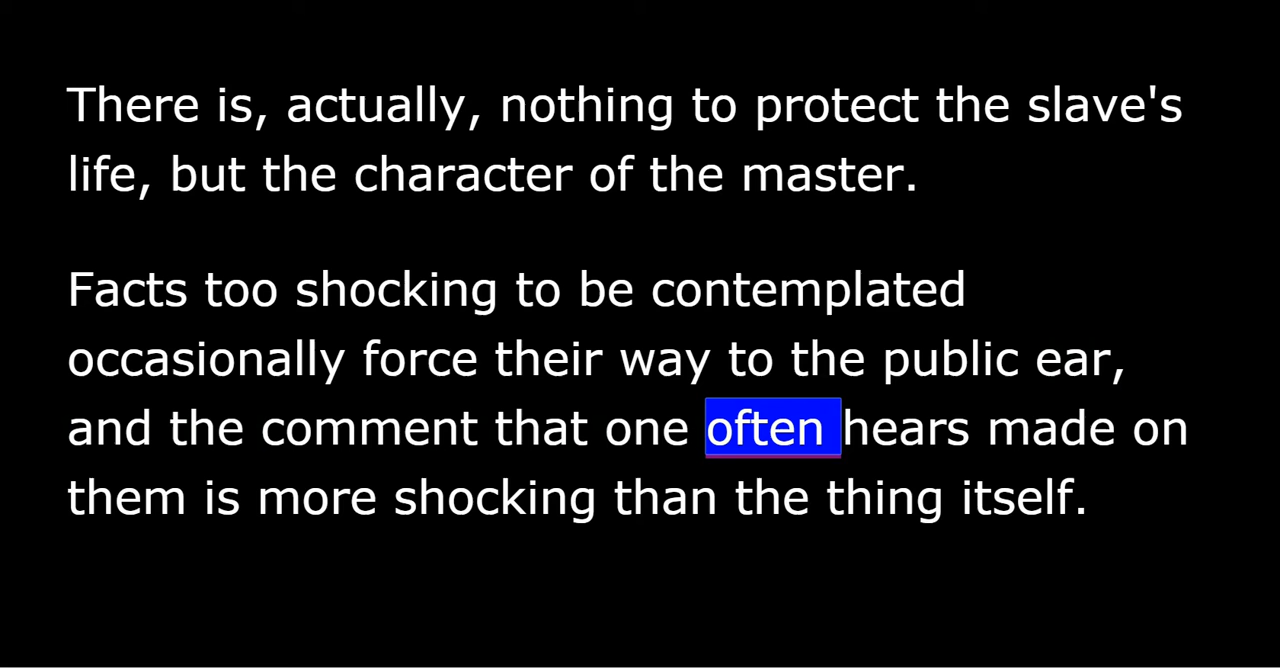 There is, actually, nothing to protect the slave's
life, but the character of the master.
Facts too shocking to be contemplated
occasionally force their way to the public ear,
and the comment that one often hears made on
them is more shocking than the thing itself.